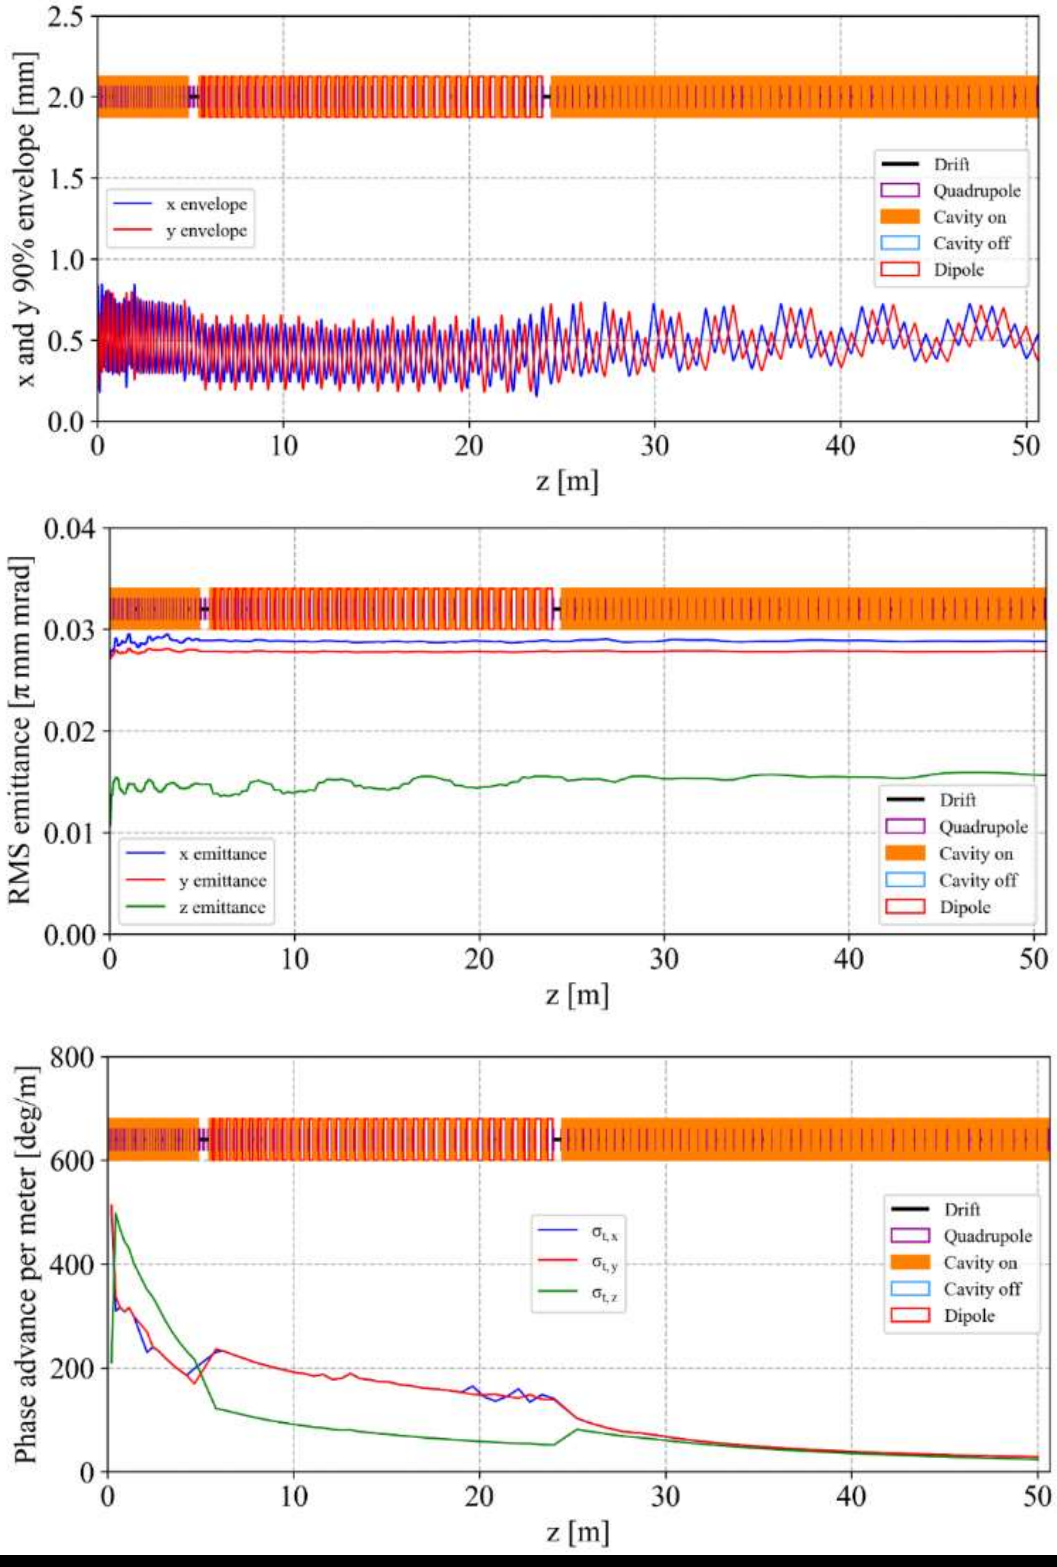 x and y 90% envelope [mm]
2.5
2.0
1.5
1.0
0.5
0.0
x envelope
y envelope
Drift
Quadrupole
Cavity on
Cavity off
Dipole
0 10 20 30 40 50
z [m]
RMS emittance [π mm mrad]
0.04
0.03
0.02
0.01
0.00
x emittance
y emittance
z emittance
Drift
Quadrupole
Cavity on
Cavity off
Dipole
0 10 20 30 40 50
z [m]
Phase advance per meter [deg/m]
800
600
400
200
0
σt, x
σt, y
σt, z
Drift
Quadrupole
Cavity on
Cavity off
Dipole
0 10 20 30 40 50
z [m]